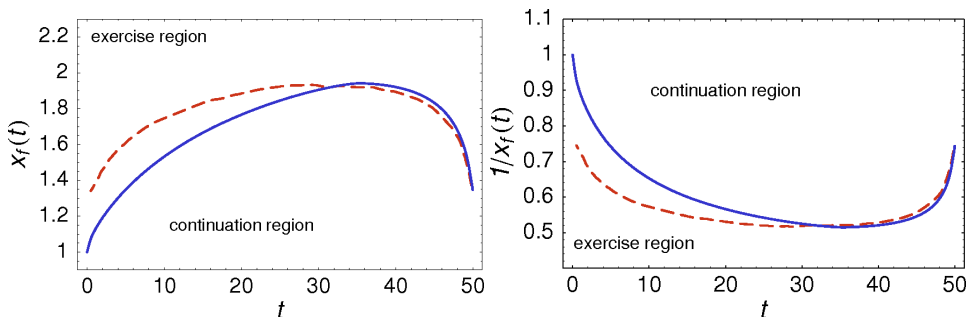 2.2
2
1.8
1.6
1.4
1.2
1
x_f(t)
exercise region
continuation region
0 10 20 30 40 50
t
1.1
1
0.9
0.8
0.7
0.6
0.5
1/x_f(t)
continuation region
exercise region
0 10 20 30 40 50
t